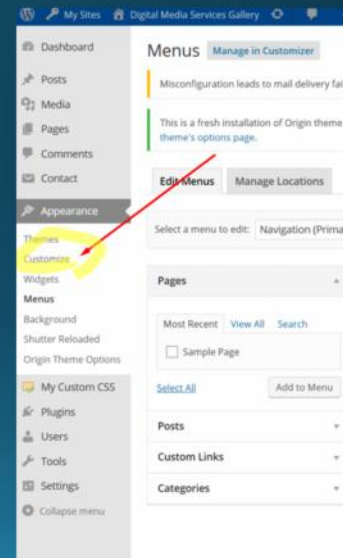 My Sites Digital Media Services Gallery
Dashboard
Posts
Media
Pages
Comments
Contact
Appearance
Themes
Customize
Widgets
Menus
Background
Shutter Reloaded
Origin Theme Options
My Custom CSS
Plugins
Users
Tools
Settings
Collapse menu
Menus Manage in Customizer
Misconfiguration leads to mail delivery fai
This is a fresh installation of Origin theme
theme's options page.
Edit Menus Manage Locations
Select a menu to edit: Navigation (Prima
Pages
Most Recent View All Search
Sample Page
Select All Add to Menu
Posts
Custom Links
Categories